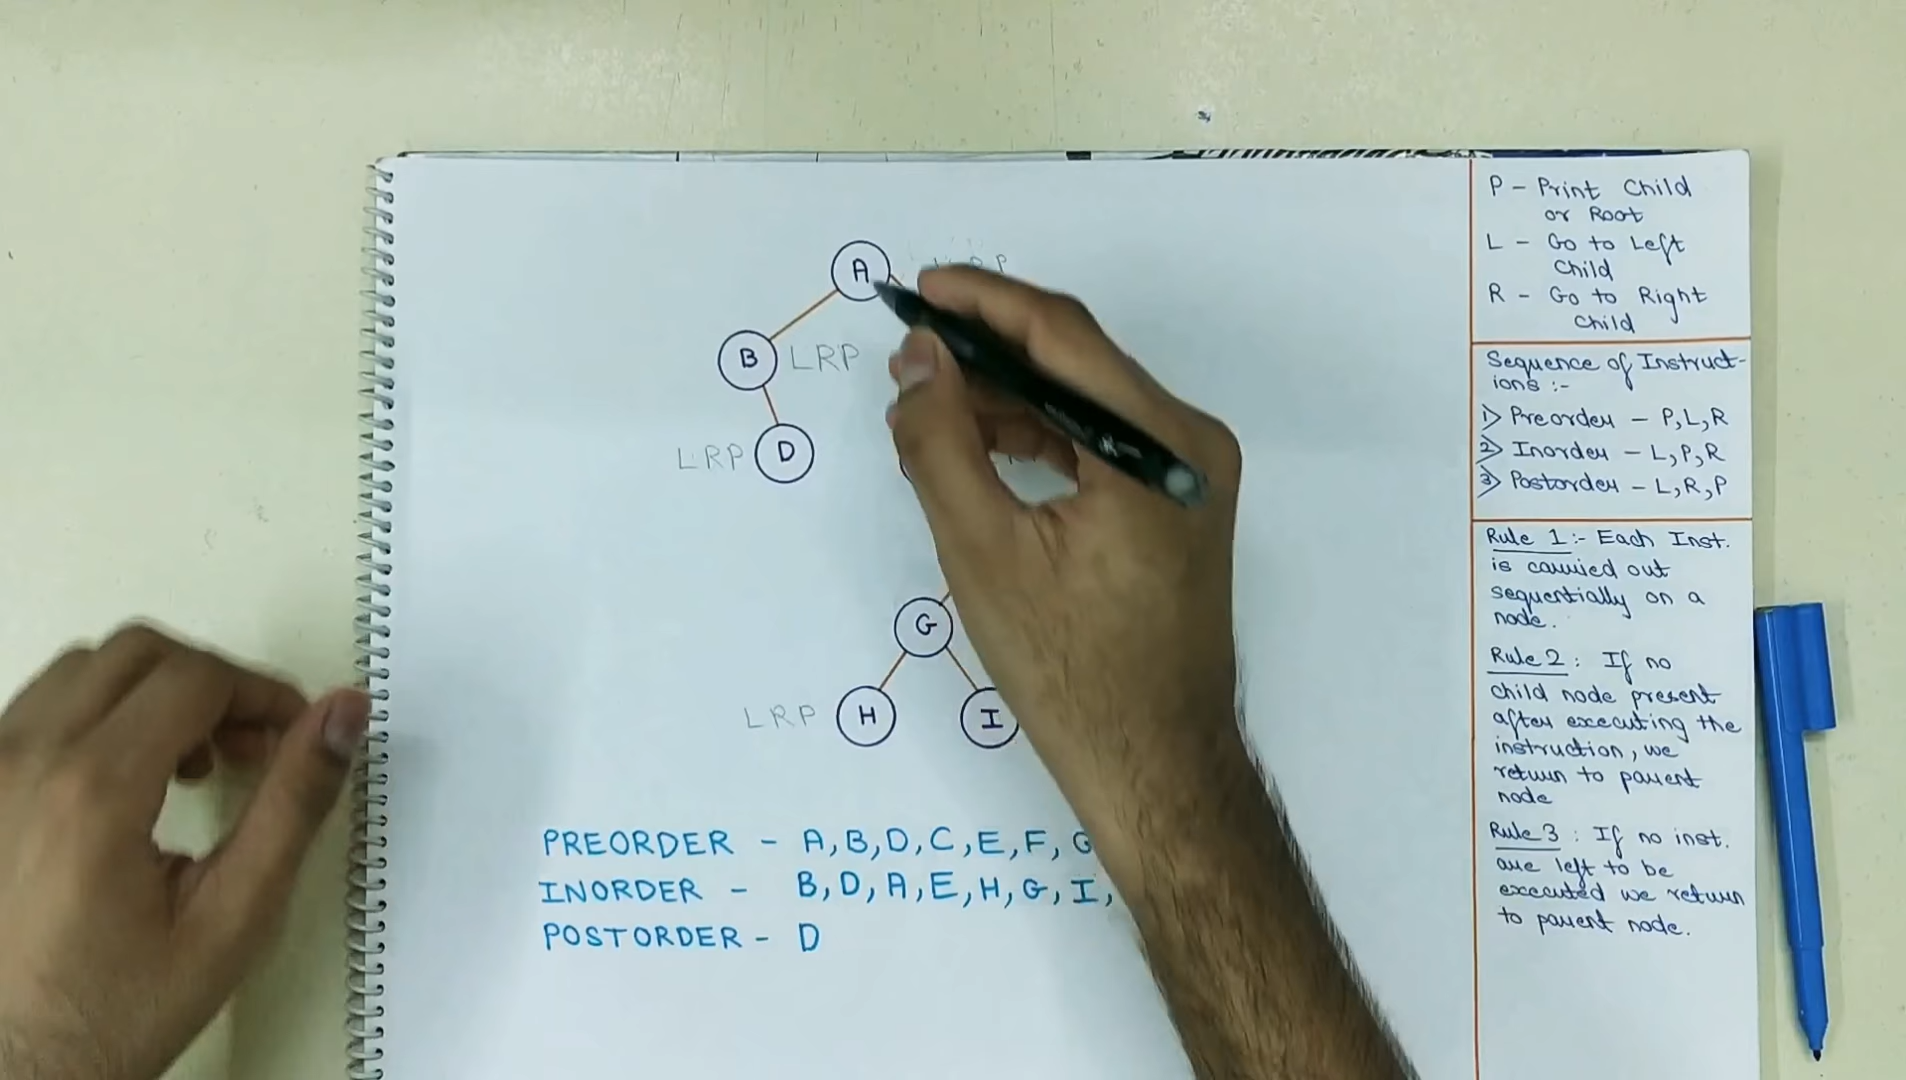 A
B LRP
LRP D
G
LRP H I
PREORDER - A,B,D,C,E,F,G
INORDER - B,D,A,E,H,G,I,
POSTORDER - D
P - Print Child
or Root
L - Go to Left
Child
R - Go to Right
Child
Sequence of Instruct-
ions :-
1> Preorder - P,L,R
2> Inorder - L,P,R
3> Postorder - L,R,P
Rule 1 :- Each Inst.
is carried out
sequentially on a
node.
Rule 2 : If no
child node present
after executing the
instruction, we
return to parent
node
Rule 3 : If no inst.
are left to be
executed we return
to parent node.